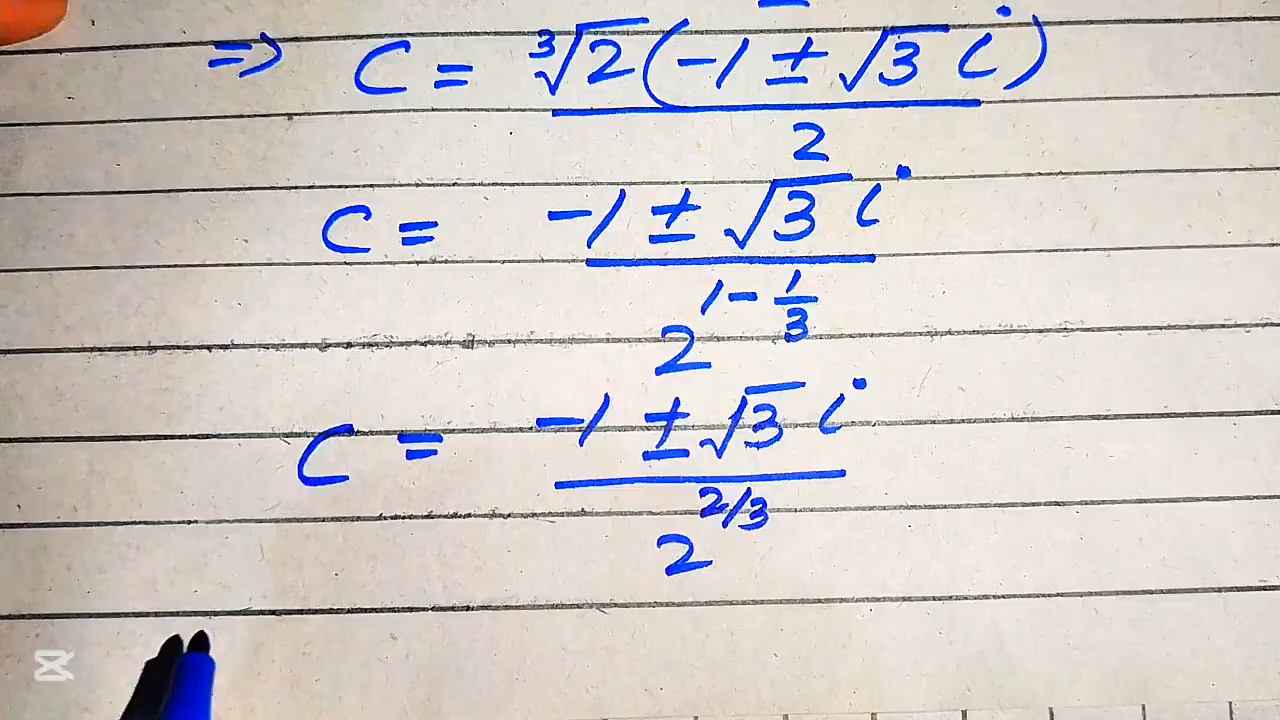 => C = ∛2(-1 ± √3 i) / 2
C = -1 ± √3 i / 2^(1 - 1/3)
C = -1 ± √3 i / 2^(2/3)